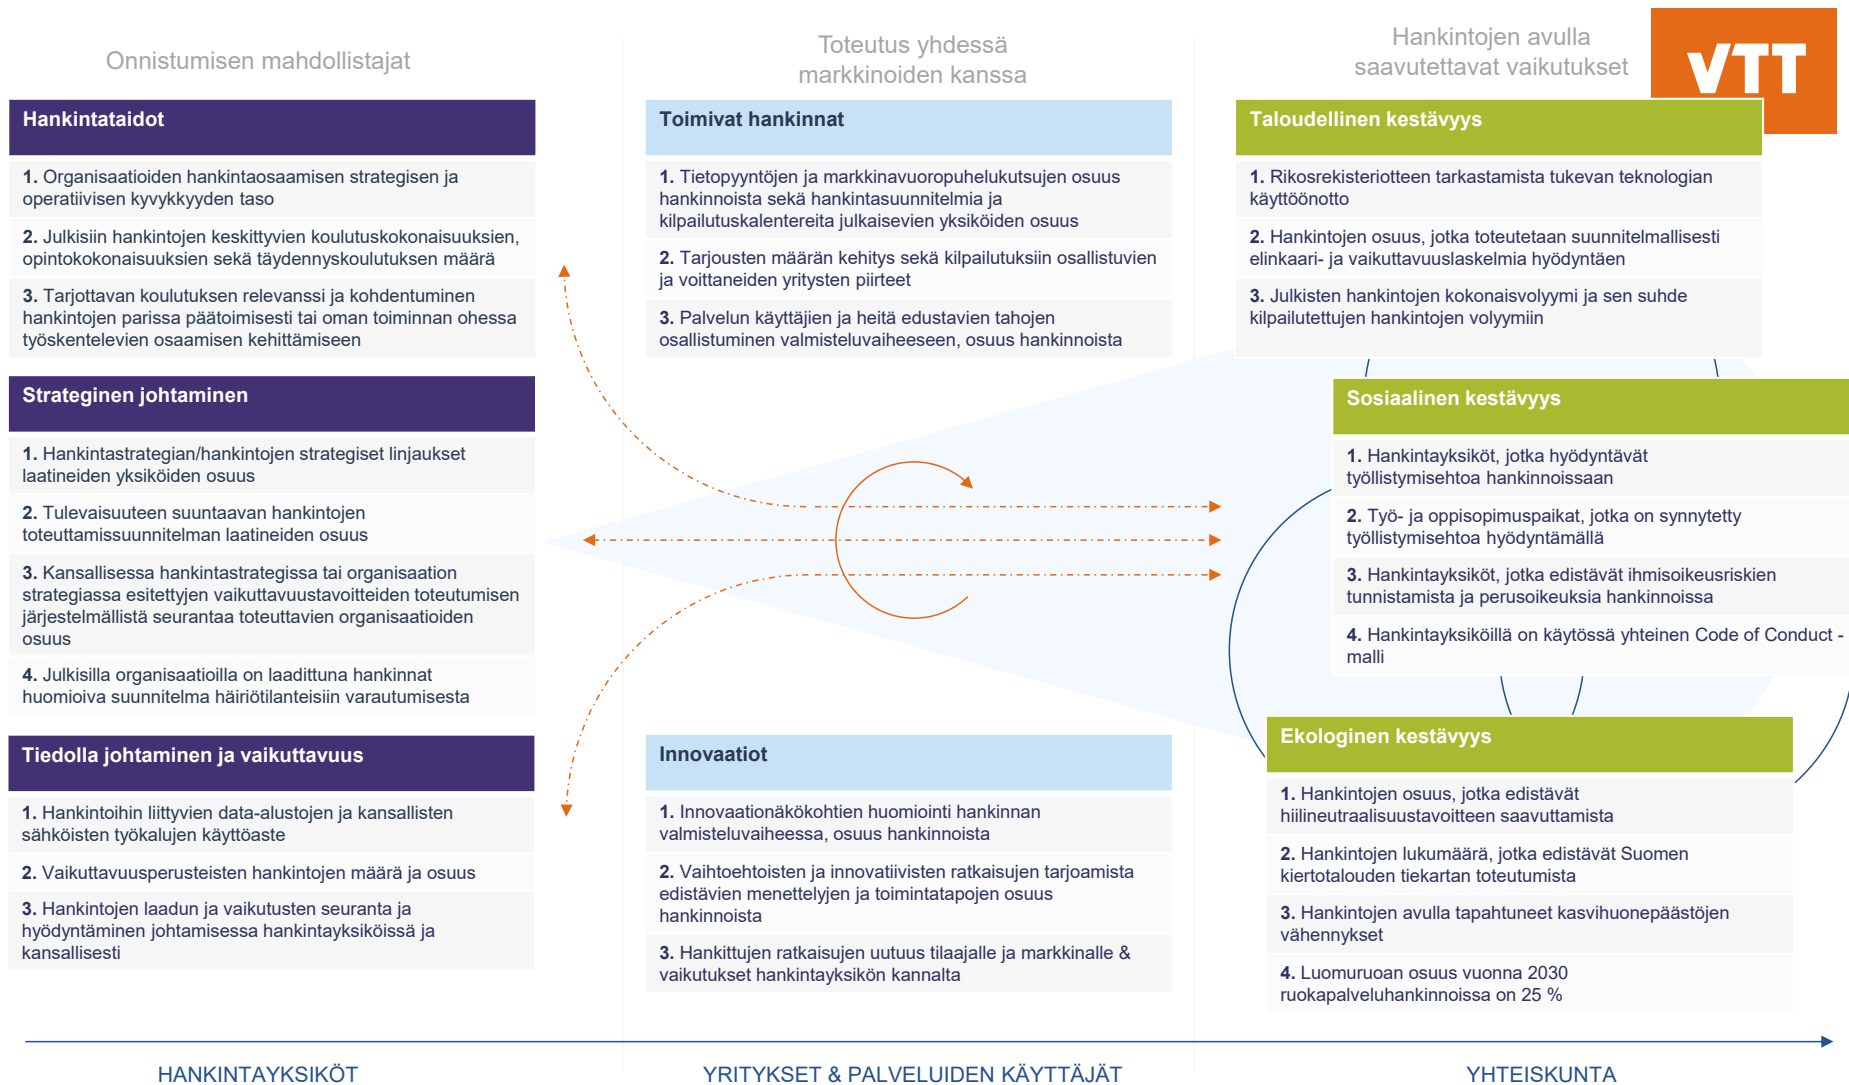 Onnistumisen mahdollistajat
Hankintataidot
1. Organisaatioiden hankintaosaamisen strategisen ja
operatiivisen kyvykkyyden taso
2. Julkisiin hankintojen keskittyvien koulutuskokonaisuuksien,
opintokokonaisuuksien sekä täydennyskoulutuksen määrä
3. Tarjottavan koulutuksen relevanssi ja kohdentuminen
hankintojen parissa päätoimisesti tai oman toiminnan ohessa
työskentelevien osaamisen kehittämiseen
Strateginen johtaminen
1. Hankintastrategian/hankintojen strategiset linjaukset
laatineiden yksiköiden osuus
2. Tulevaisuuteen suuntaavan hankintojen
toteuttamissuunnitelman laatineiden osuus
3. Kansallisessa hankintastrategissa tai organisaation
strategiassa esitettyjen vaikuttavuustavoitteiden toteutumisen
järjestelmällistä seurantaa toteuttavien organisaatioiden
osuus
4. Julkisilla organisaatioilla on laadittuna hankinnat
huomioiva suunnitelma häiriötilanteisiin varautumisesta
Tiedolla johtaminen ja vaikuttavuus
1. Hankintoihin liittyvien data-alustojen ja kansallisten
sähköisten työkalujen käyttöaste
2. Vaikuttavuusperusteisten hankintojen määrä ja osuus
3. Hankintojen laadun ja vaikutusten seuranta ja
hyödyntäminen johtamisessa hankintayksiköissä ja
kansallisesti
Toteutus yhdessä
markkinoiden kanssa
Toimivat hankinnat
1. Tietopyyntöjen ja markkinavuoropuhelukutsujen osuus
hankinnoista sekä hankintasuunnitelmia ja
kilpailutuskalentereita julkaisevien yksiköiden osuus
2. Tarjousten määrän kehitys sekä kilpailutuksiin osallistuvien
ja voittaneiden yritysten piirteet
3. Palvelun käyttäjien ja heitä edustavien tahojen
osallistuminen valmisteluvaiheeseen, osuus hankinnoista
Innovaatiot
1. Innovaationäkökohtien huomiointi hankinnan
valmisteluvaiheessa, osuus hankinnoista
2. Vaihtoehtoisten ja innovatiivisten ratkaisujen tarjoamista
edistävien menettelyjen ja toimintatapojen osuus
hankinnoista
3. Hankittujen ratkaisujen uutuus tilaajalle ja markkinalle &
vaikutukset hankintayksikön kannalta
Hankintojen avulla
saavutettavat vaikutukset
VTT
Taloudellinen kestävyys
1. Rikosrekisteriotteen tarkastamista tukevan teknologian
käyttöönotto
2. Hankintojen osuus, jotka toteutetaan suunnitelmallisesti
elinkaari- ja vaikuttavuuslaskelmia hyödyntäen
3. Julkisten hankintojen kokonaisvolyymi ja sen suhde
kilpailutettujen hankintojen volyymiin
Sosiaalinen kestävyys
1. Hankintayksiköt, jotka hyödyntävät
työllistymisehtoa hankinnoissaan
2. Työ- ja oppisopimuspaikat, jotka on synnytetty
työllistymisehtoa hyödyntämällä
3. Hankintayksiköt, jotka edistävät ihmisoikeusriskien
tunnistamista ja perusoikeuksia hankinnoissa
4. Hankintayksiköillä on käytössä yhteinen Code of Conduct -
malli
Ekologinen kestävyys
1. Hankintojen osuus, jotka edistävät
hiilineutraalisuustavoitteen saavuttamista
2. Hankintojen lukumäärä, jotka edistävät Suomen
kiertotalouden tiekartan toteutumista
3. Hankintojen avulla tapahtuneet kasvihuonepäästöjen
vähennykset
4. Luomuruoan osuus vuonna 2030
ruokapalveluhankinnoissa on 25 %
HANKINTAYKSIKÖT
YRITYKSET & PALVELUIDEN KÄYTTÄJÄT
YHTEISKUNTA